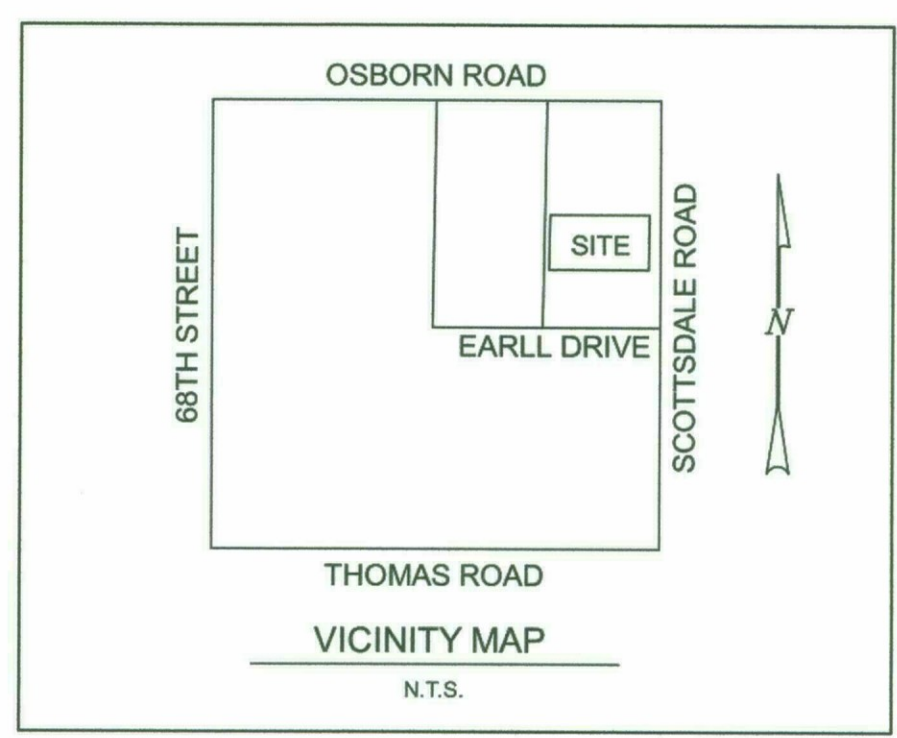 OSBORN ROAD
68TH STREET
SITE
SCOTTSDALE ROAD
N
EARLL DRIVE
THOMAS ROAD
VICINITY MAP
N.T.S.